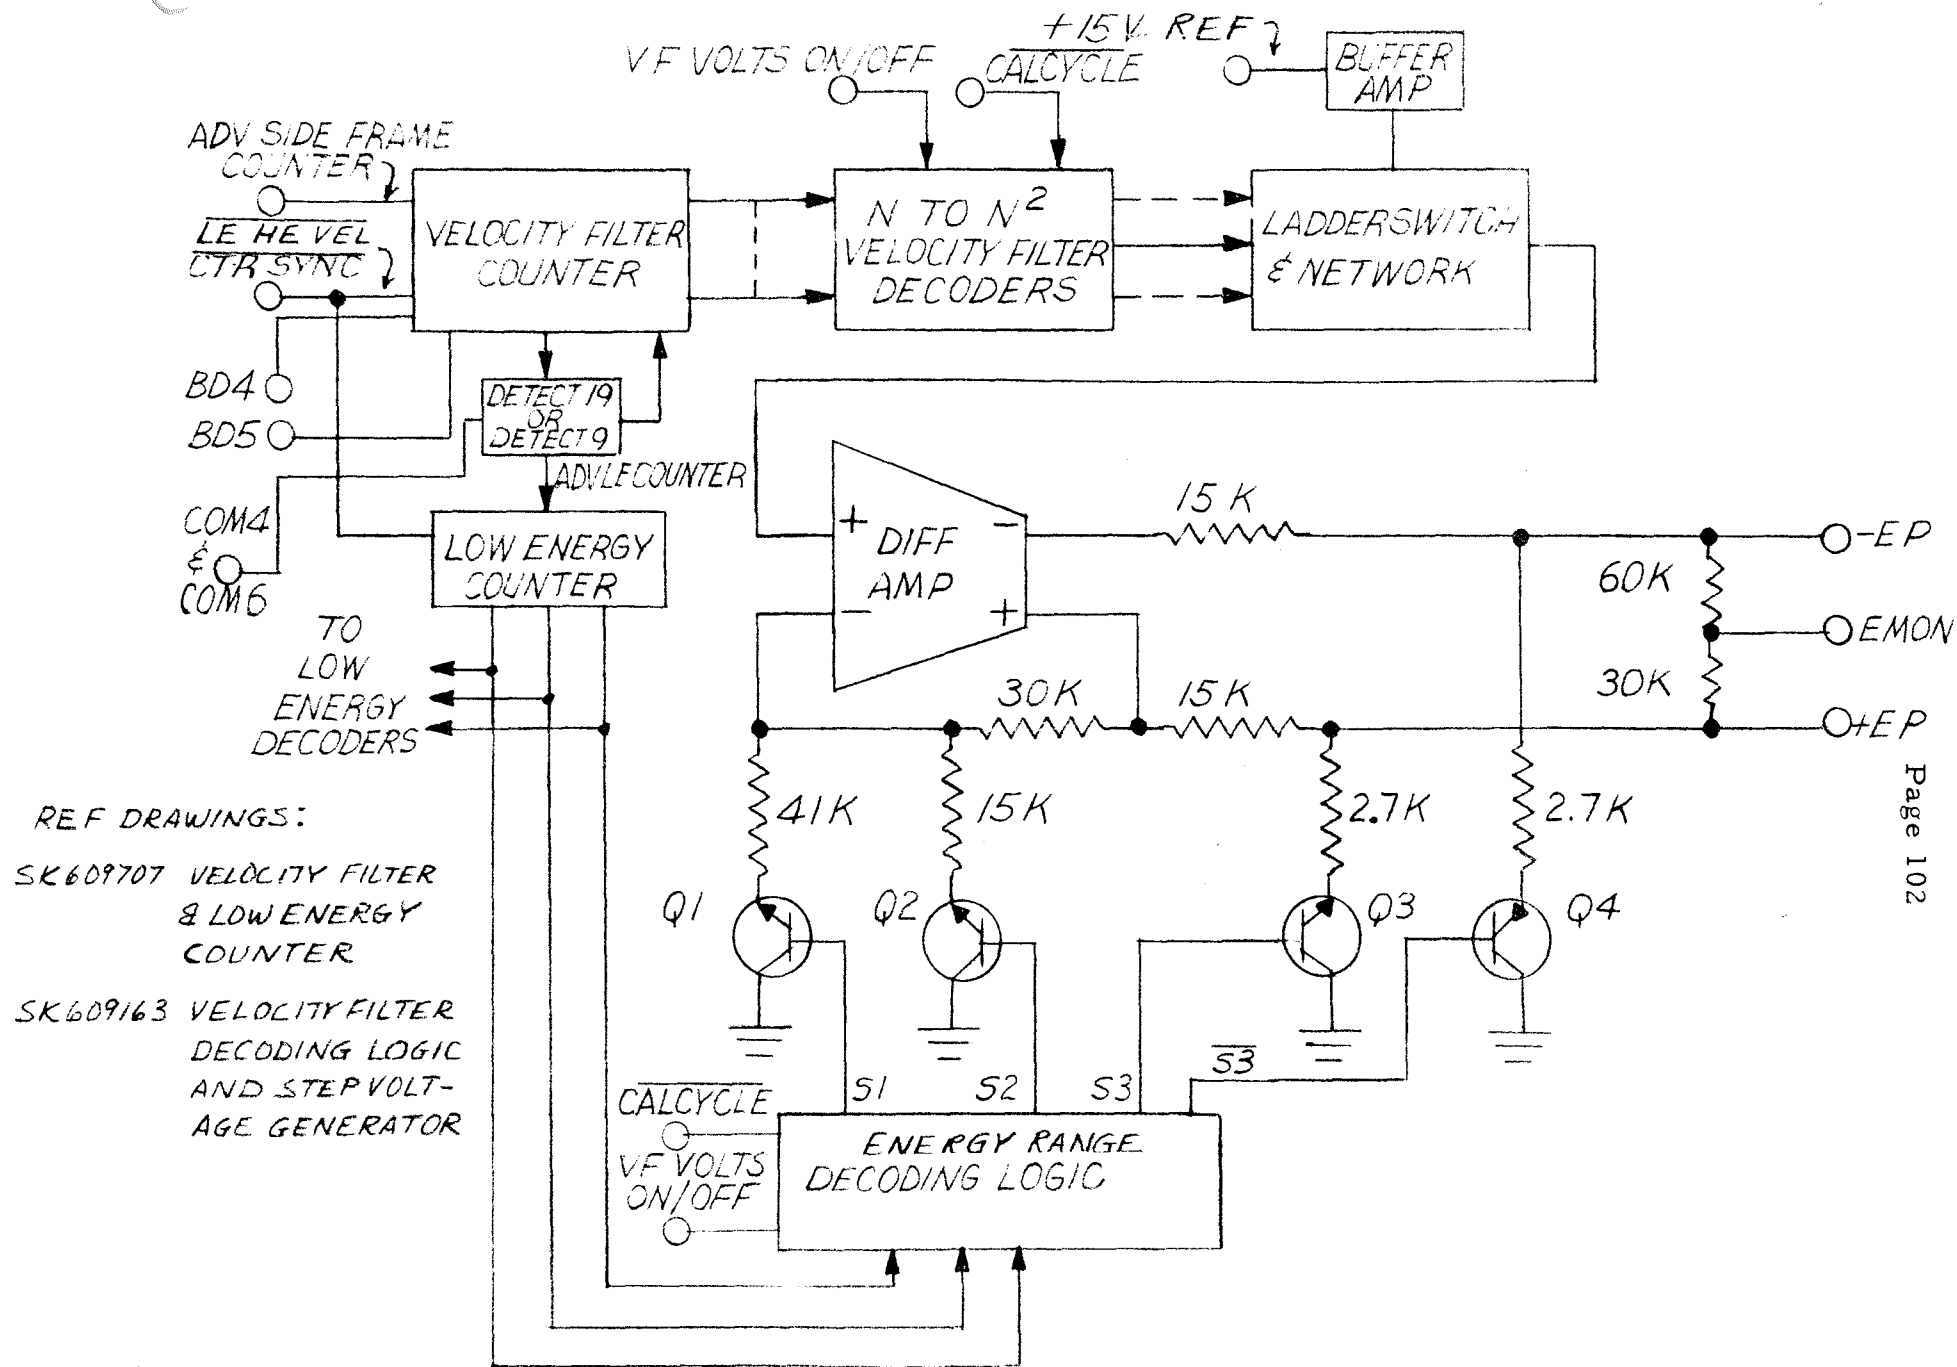 +15V REF
VF VOLTS ON/OFF
CALCYCLE
BUFFER
AMP
ADV SIDE FRAME
COUNTER
LE HE VEL
CTR SYNC
VELOCITY FILTER
COUNTER
N TO N²
VELOCITY FILTER
DECODERS
LADDERSWITCH
& NETWORK
BD4
BD5
DETECT 19
OR
DETECT 9
ADV LE COUNTER
COM4
&
COM6
LOW ENERGY
COUNTER
TO
LOW
ENERGY
DECODERS
+
-
DIFF
AMP
-
+
15K
-EP
60K
EMON
30K
+EP
30K
15K
41K
15K
2.7K
2.7K
Q1
Q2
Q3
Q4
REF DRAWINGS:
SK609707 VELOCITY FILTER
& LOW ENERGY
COUNTER
SK609163 VELOCITY FILTER
DECODING LOGIC
AND STEP VOLT-
AGE GENERATOR
S1
S2
S3
S3
CALCYCLE
VF VOLTS
ON/OFF
ENERGY RANGE
DECODING LOGIC
Page 102